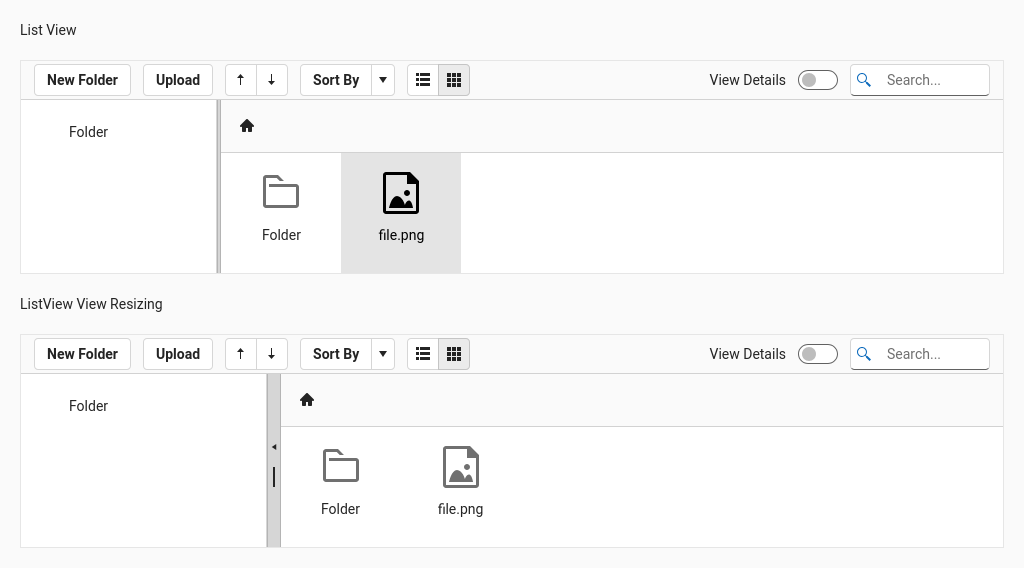 List View
New Folder Upload Sort By View Details Search...
Folder
Folder file.png
ListView View Resizing
New Folder Upload Sort By View Details Search...
Folder
Folder file.png